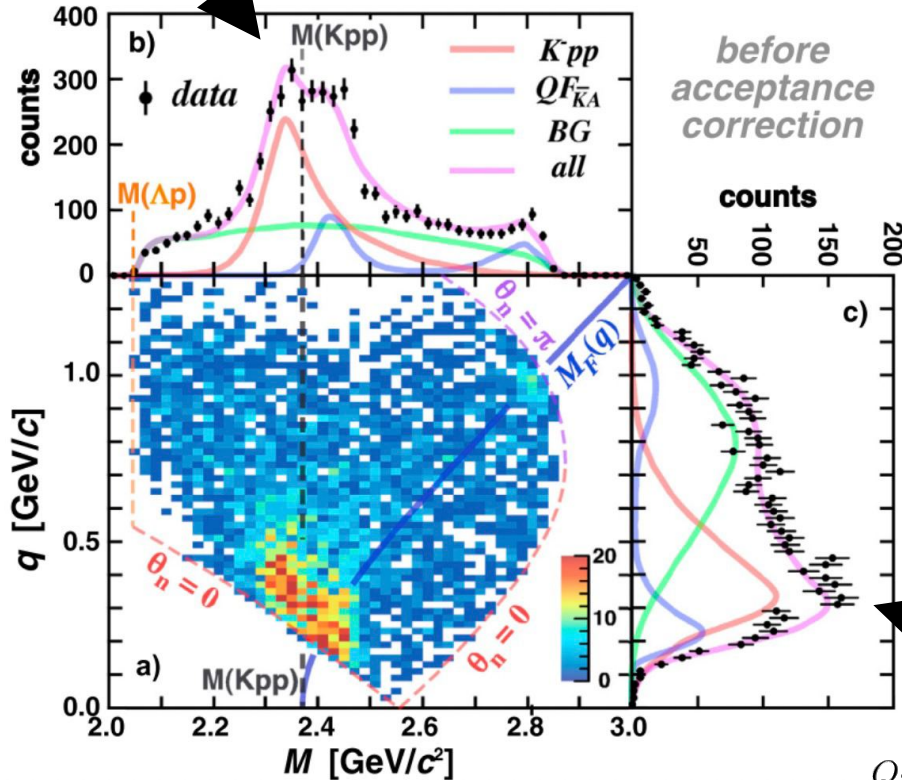 400
300
200
100
0
counts
b)
M(Kpp)
data
K⁻pp
QF_K̅A
BG
all
M(Λp)
before
acceptance
correction
counts
50
100
150
200
c)
θₙ = π
M_F(q)
1.0
0.5
0.0
q [GeV/c]
θₙ = 0
θₙ = 0
20
10
0
a)
M(Kpp)
2.0
2.2
2.4
2.6
2.8
3.0
M [GeV/c²]